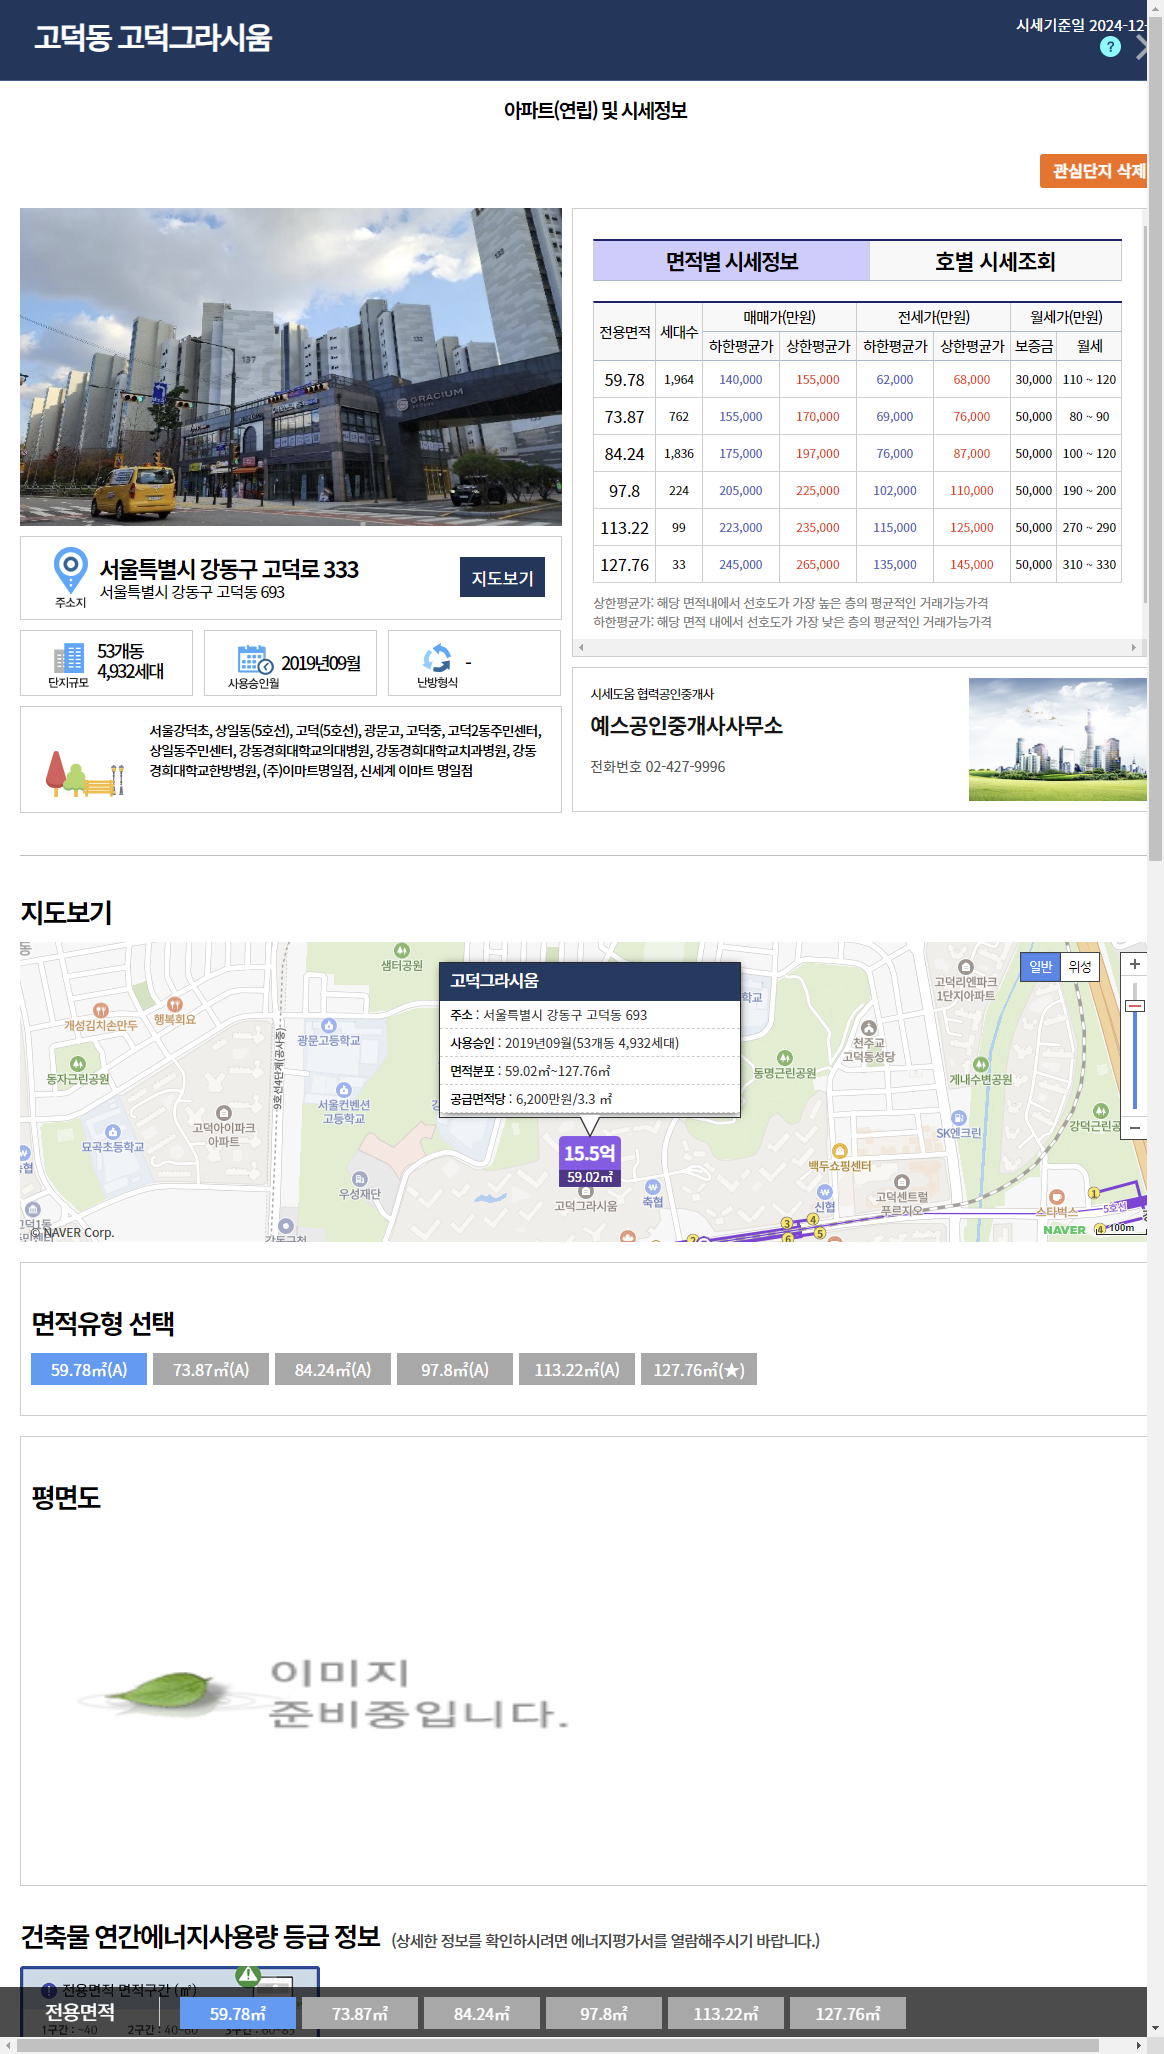 고덕동 고덕그라시움
시세기준일 2024-12-
?
아파트(연립) 및 시세정보
관심단지 삭제
137
GRACIUM
면적별 시세정보 호별 시세조회
전용면적 세대수 매매가(만원) 전세가(만원) 월세가(만원)
하한평균가 상한평균가 하한평균가 상한평균가 보증금 월세
59.78 1,964 140,000 155,000 62,000 68,000 30,000 110 ~ 120
73.87 762 155,000 170,000 69,000 76,000 50,000 80 ~ 90
84.24 1,836 175,000 197,000 76,000 87,000 50,000 100 ~ 120
97.8 224 205,000 225,000 102,000 110,000 50,000 190 ~ 200
113.22 99 223,000 235,000 115,000 125,000 50,000 270 ~ 290
127.76 33 245,000 265,000 135,000 145,000 50,000 310 ~ 330
상한평균가: 해당 면적내에서 선호도가 가장 높은 층의 평균적인 거래가능가격
하한평균가: 해당 면적 내에서 선호도가 가장 낮은 층의 평균적인 거래가능가격
주소지
서울특별시 강동구 고덕로 333
서울특별시 강동구 고덕동 693
지도보기
단지규모
53개동
4,932세대
사용승인월
2019년09월
난방형식
-
서울강덕초, 상일동(5호선), 고덕(5호선), 광문고, 고덕중, 고덕2동주민센터,
상일동주민센터, 강동경희대학교의대병원, 강동경희대학교치과병원, 강동
경희대학교한방병원, (주)이마트명일점, 신세계 이마트 명일점
시세도움 협력공인중개사
예스공인중개사사무소
전화번호 02-427-9996
지도보기
동
샘터공원
개성김치손만두
행복회요
광문고등학교
9호선4단계(공사중)
동자근린공원
서울컨벤션
고등학교
고덕아이파크
아파트
묘곡초등학교
축협
우성재단
고덕1동
주민센터
강동구청
© NAVER Corp.
고덕그라시움
주소 : 서울특별시 강동구 고덕동 693
사용승인 : 2019년09월(53개동 4,932세대)
면적분포 : 59.02㎡~127.76㎡
공급면적당 : 6,200만원/3.3 ㎡
15.5억
59.02㎡
고덕그라시움
축협
학교
동명근린공원
고덕리엔파크
1단지아파트
천주교
고덕동성당
게내수변공원
SK엔크린
강덕근린공
백두쇼핑센터
신협
고덕센트럴
푸르지오
스타벅스
5호선
1
2
3
4
5
6
4
NAVER
100m
일반 위성
+
−
면적유형 선택
59.78㎡(A) 73.87㎡(A) 84.24㎡(A) 97.8㎡(A) 113.22㎡(A) 127.76㎡(★)
평면도
이미지
준비중입니다.
건축물 연간에너지사용량 등급 정보 (상세한 정보를 확인하시려면 에너지평가서를 열람해주시기 바랍니다.)
전용면적 면적구간 (㎡)
1구간 : ~40 2구간 : 40~60 3구간 : 60~85
전용면적 59.78㎡ 73.87㎡ 84.24㎡ 97.8㎡ 113.22㎡ 127.76㎡